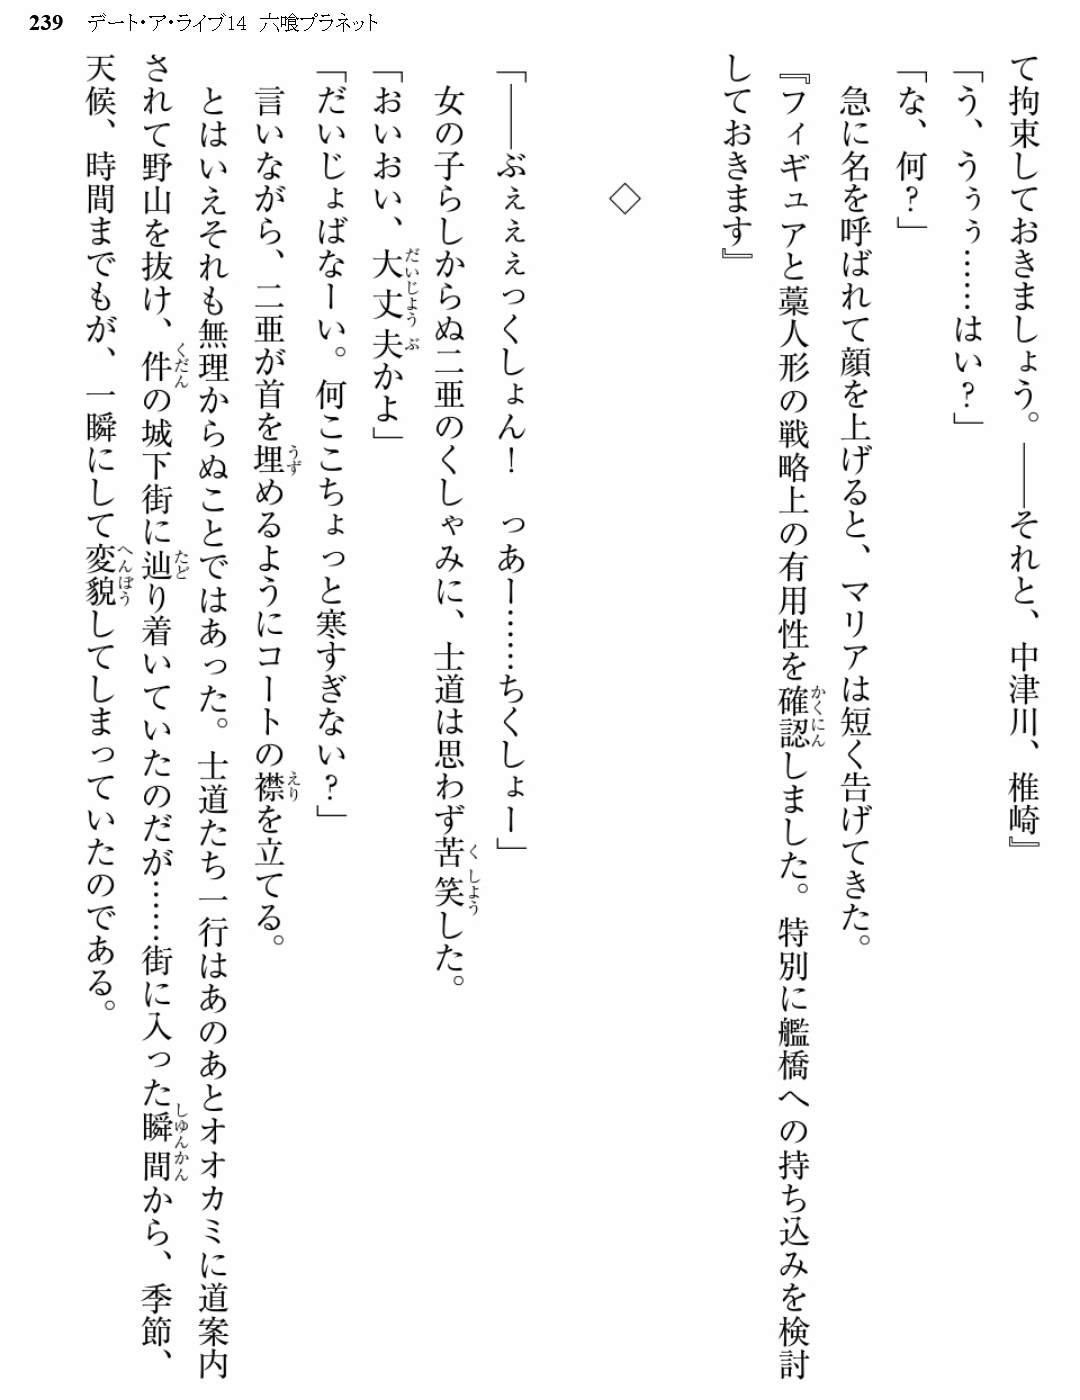 239 デート・ア・ライブ14 六喰プラネット
て拘束しておきましょう。――それと、中津川、椎崎』
「う、うぅぅ……はい？」
「な、何？」
急に名を呼ばれて顔を上げると、マリアは短く告げてきた。
『フィギュアと藁人形の戦略上の有用性を確認しました。特別に艦橋への持ち込みを検討
しておきます』
◇
「――ぶぇぇぇっくしょん！　っあー……ちくしょー」
女の子らしからぬ二亜のくしゃみに、士道は思わず苦笑した。
「おいおい、大丈夫かよ」
「だいじょばなーい。何ここちょっと寒すぎない？」
言いながら、二亜が首を埋めるようにコートの襟を立てる。
とはいえそれも無理からぬことではあった。士道たち一行はあのあとオオカミに道案内
されて野山を抜け、件の城下街に辿り着いていたのだが……街に入った瞬間から、季節、
天候、時間までもが、一瞬にして変貌してしまっていたのである。